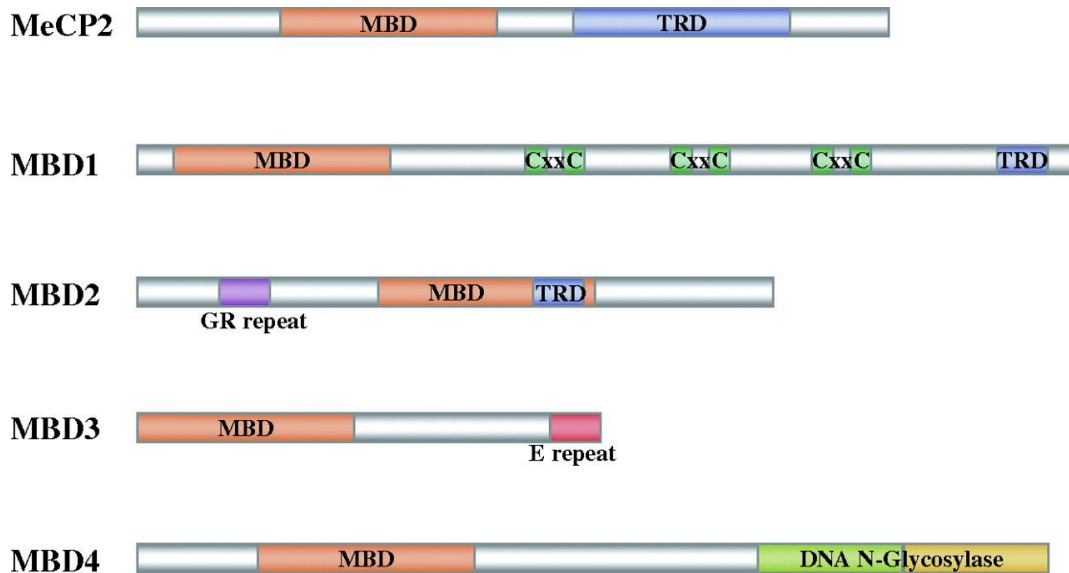 MeCP2 MBD TRD
MBD1 MBD CxxC CxxC CxxC TRD
MBD2 MBD TRD
GR repeat
MBD3 MBD
E repeat
MBD4 MBD DNA N-Glycosylase